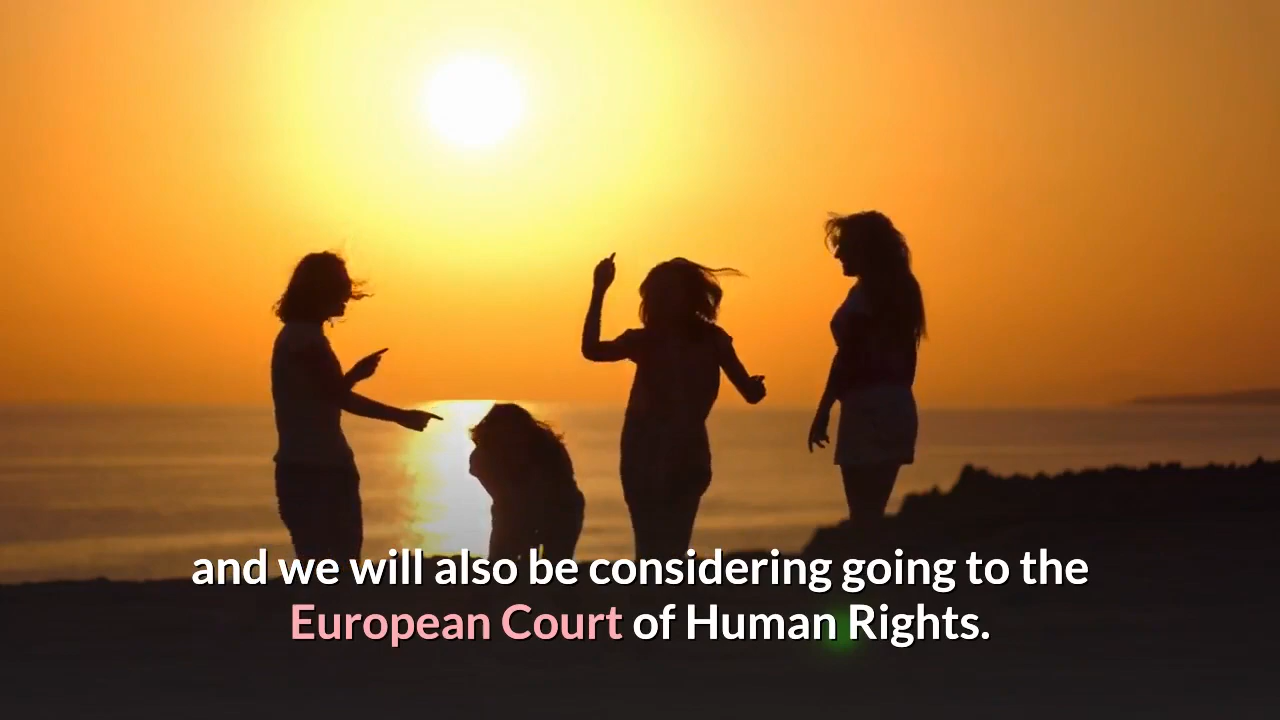 and we will also be considering going to the
European Court of Human Rights.